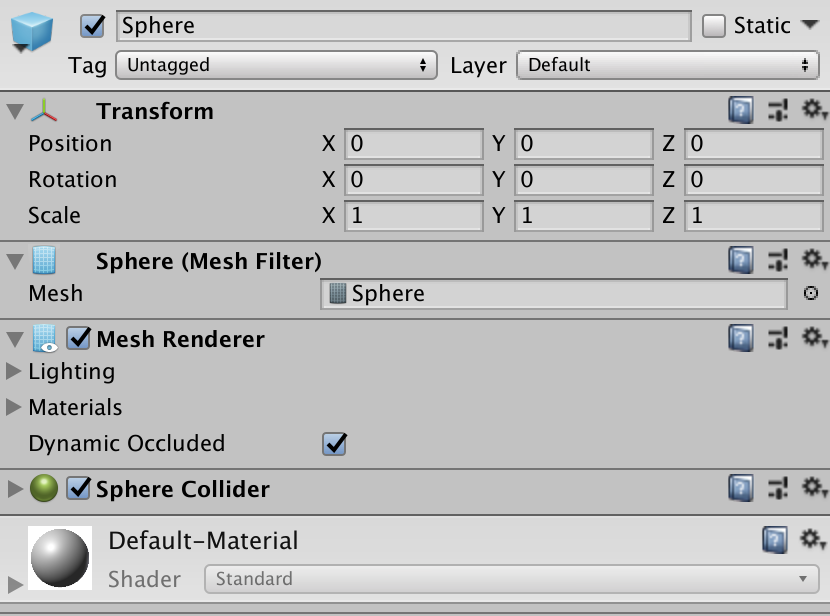 Sphere Static
Tag Untagged Layer Default
Transform
Position X 0 Y 0 Z 0
Rotation X 0 Y 0 Z 0
Scale X 1 Y 1 Z 1
Sphere (Mesh Filter)
Mesh Sphere
Mesh Renderer
Lighting
Materials
Dynamic Occluded
Sphere Collider
Default-Material
Shader Standard